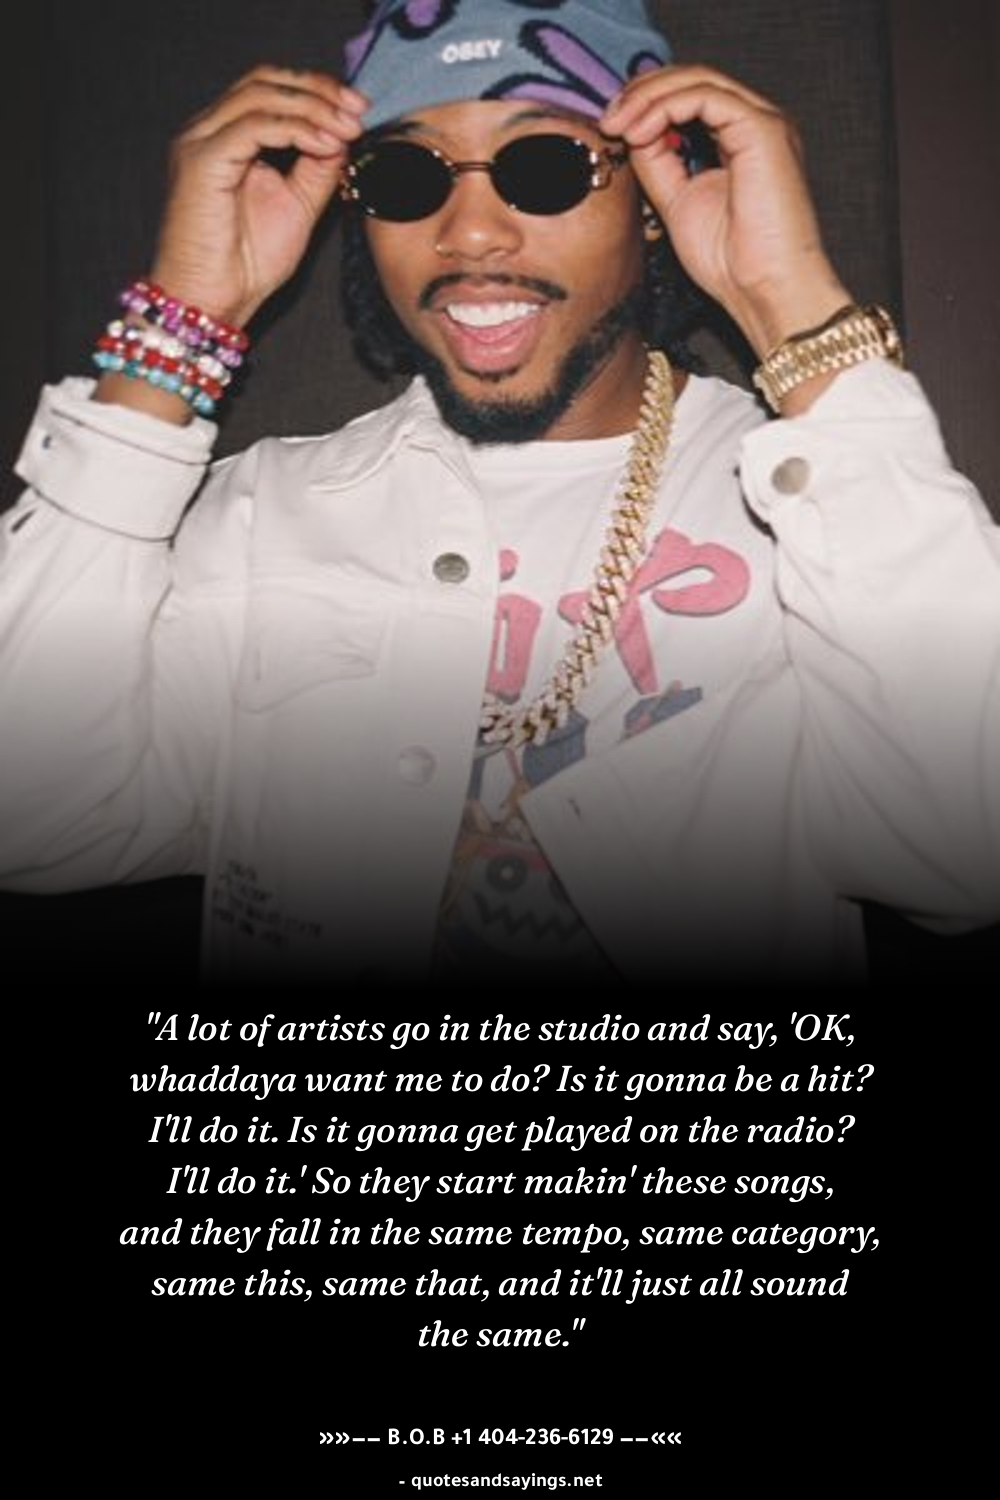 OBEY
"A lot of artists go in the studio and say, 'OK,
whaddaya want me to do? Is it gonna be a hit?
I'll do it. Is it gonna get played on the radio?
I'll do it.' So they start makin' these songs,
and they fall in the same tempo, same category,
same this, same that, and it'll just all sound
the same."
»»−− B.O.B +1 404-236-6129 −−««
- quotesandsayings.net